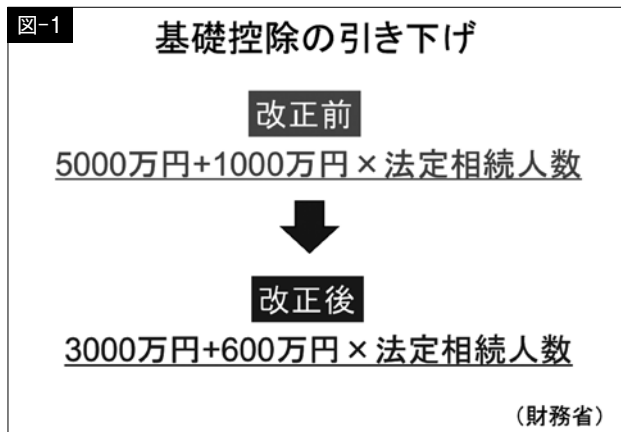 図-1
基礎控除の引き下げ
改正前
5000万円+1000万円×法定相続人数
改正後
3000万円+600万円×法定相続人数
（財務省）